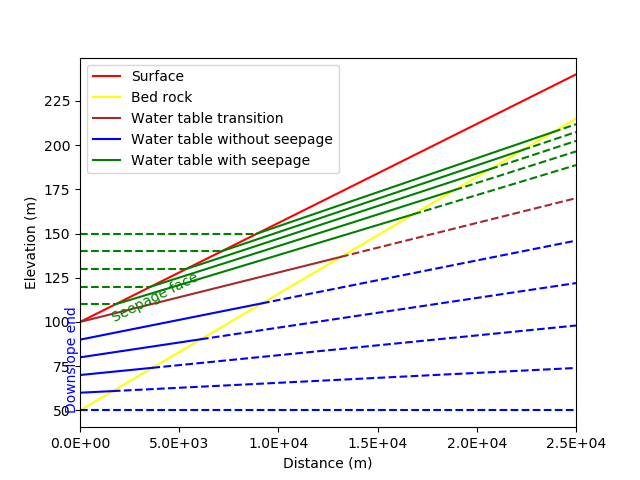 Surface
Bed rock
Water table transition
Water table without seepage
Water table with seepage
225
200
175
150
125
100
75
50
Elevation (m)
Seepage face
Downslope end
0.0E+00 5.0E+03 1.0E+04 1.5E+04 2.0E+04 2.5E+04
Distance (m)